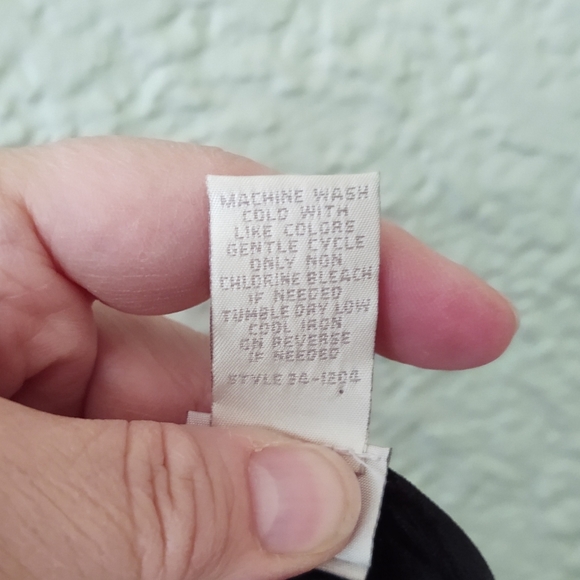 MACHINE WASH
COLD WITH
LIKE COLORS
GENTLE CYCLE
ONLY NON
CHLORINE BLEACH
IF NEEDED
TUMBLE DRY LOW
COOL IRON
ON REVERSE
IF NEEDED
STYLE 34-1204